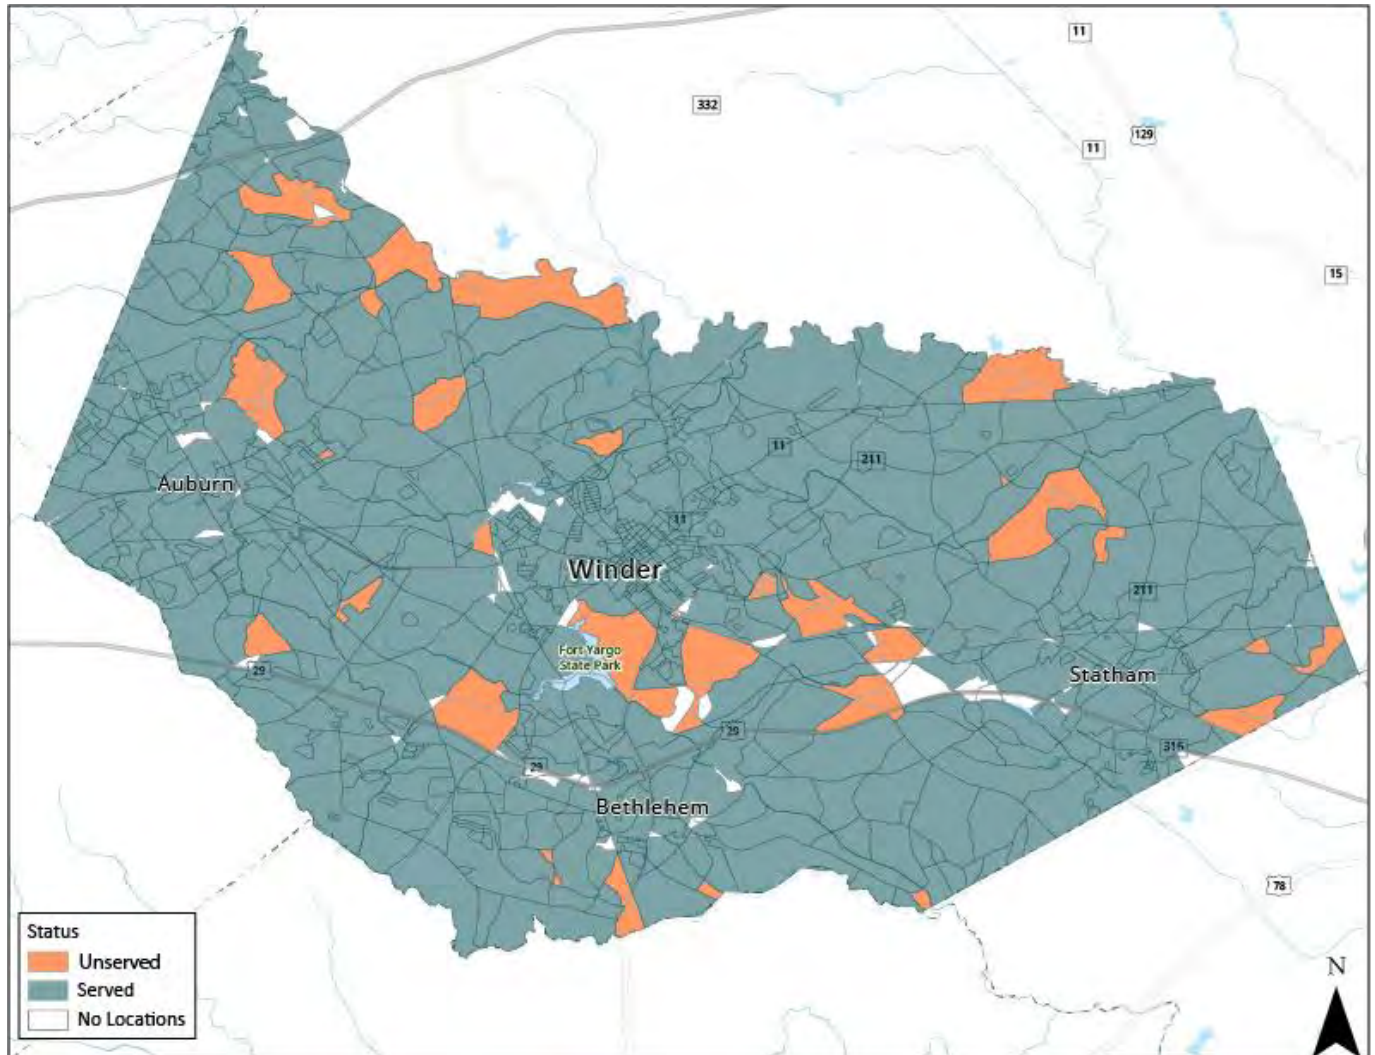 11
332
129
11
15
11
211
Auburn
11
Winder
211
Fort Yargo
State Park
29
Statham
29
316
29
Bethlehem
78
Status
Unserved
Served
No Locations
N